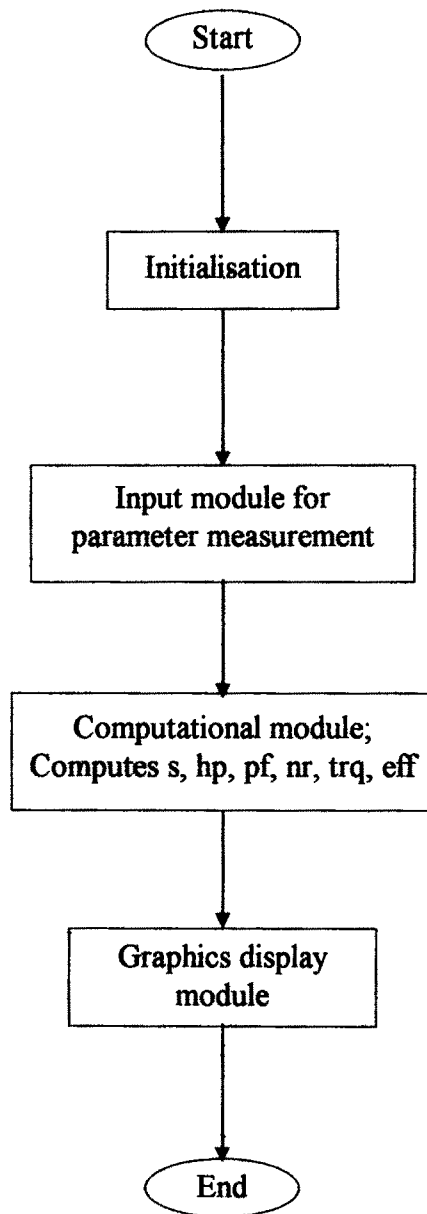 Start
Initialisation
Input module for
parameter measurement
Computational module;
Computes s, hp, pf, nr, trq, eff
Graphics display
module
End